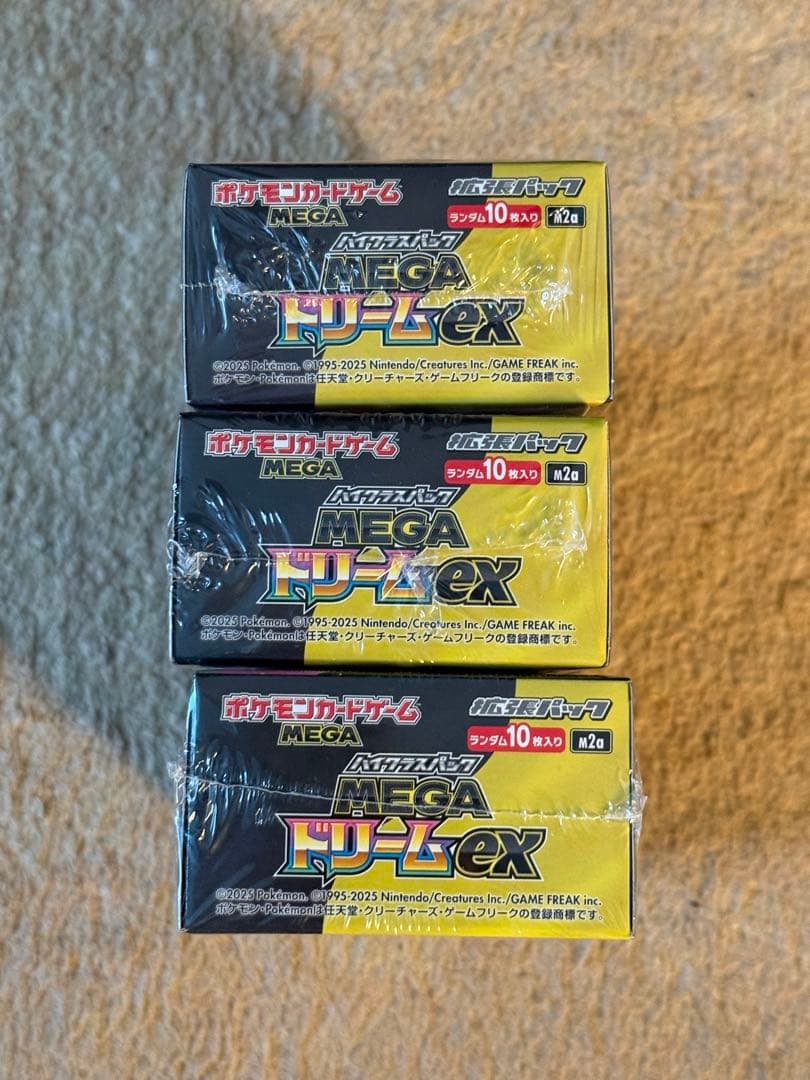 ポケモンカードゲーム
MEGA
拡張パック
ランダム10枚入り M2a
ハイクラスパック
MEGA
ドリームex
©2025 Pokémon. ©1995-2025 Nintendo/Creatures Inc./GAME FREAK inc.
ポケモン・Pokémonは任天堂・クリーチャーズ・ゲームフリークの登録商標です。
ポケモンカードゲーム
MEGA
拡張パック
ランダム10枚入り M2a
ハイクラスパック
MEGA
ドリームex
©2025 Pokémon. ©1995-2025 Nintendo/Creatures Inc./GAME FREAK inc.
ポケモン・Pokémonは任天堂・クリーチャーズ・ゲームフリークの登録商標です。
ポケモンカードゲーム
MEGA
拡張パック
ランダム10枚入り M2a
ハイクラスパック
MEGA
ドリームex
©2025 Pokémon. ©1995-2025 Nintendo/Creatures Inc./GAME FREAK inc.
ポケモン・Pokémonは任天堂・クリーチャーズ・ゲームフリークの登録商標です。